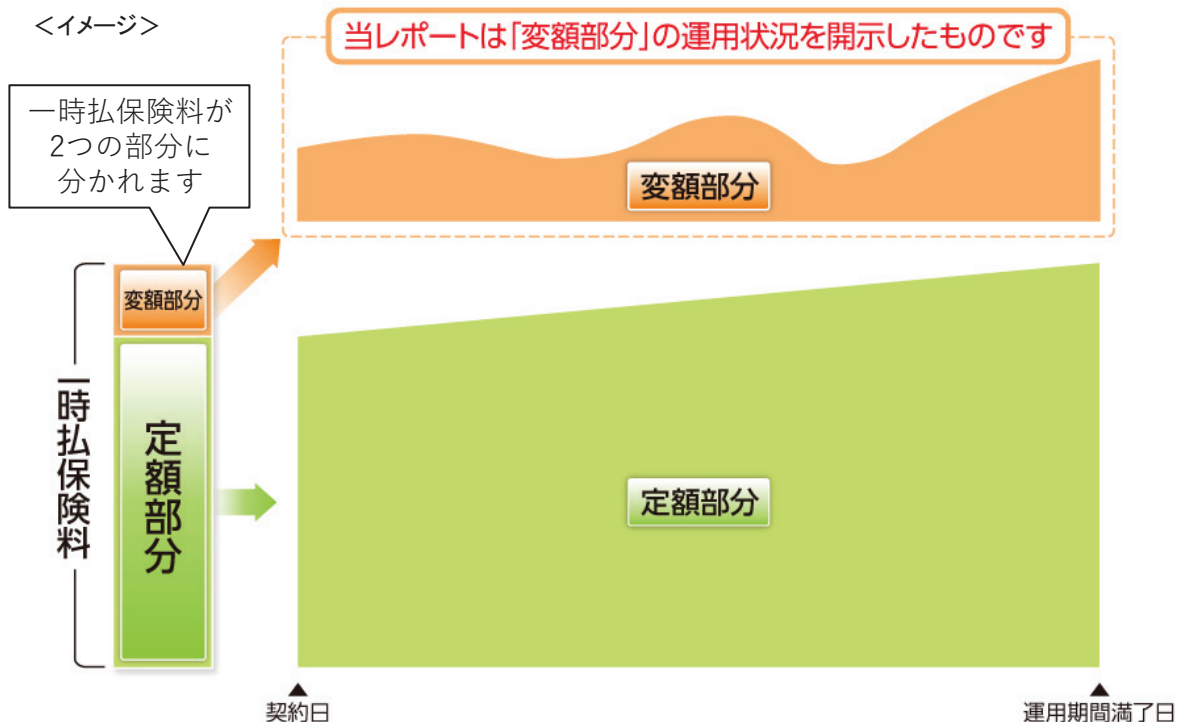 ＜イメージ＞
当レポートは「変額部分」の運用状況を開示したものです
一時払保険料が
2つの部分に
分かれます
変額部分
変額部分
一時払保険料
定額部分
定額部分
▲
契約日
▲
運用期間満了日